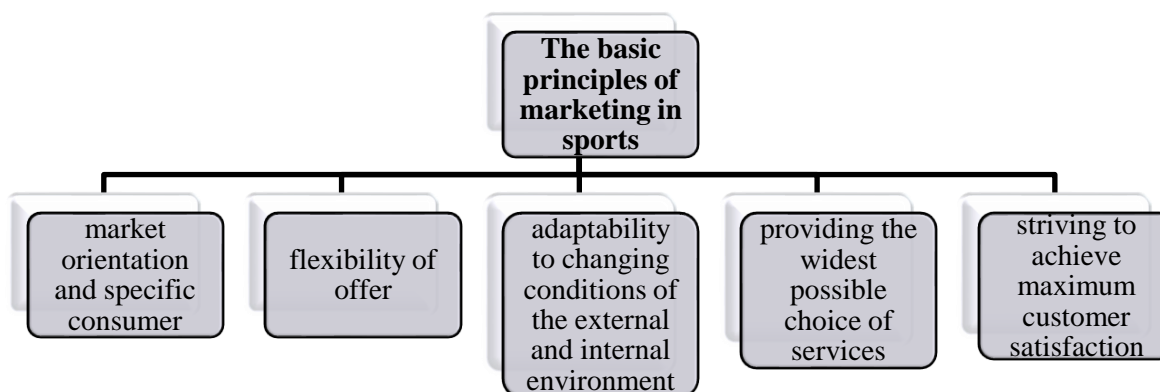 The basic
principles of
marketing in
sports
market
orientation
and specific
consumer
flexibility of
offer
adaptability
to changing
conditions of
the external
and internal
environment
providing the
widest
possible
choice of
services
striving to
achieve
maximum
customer
satisfaction